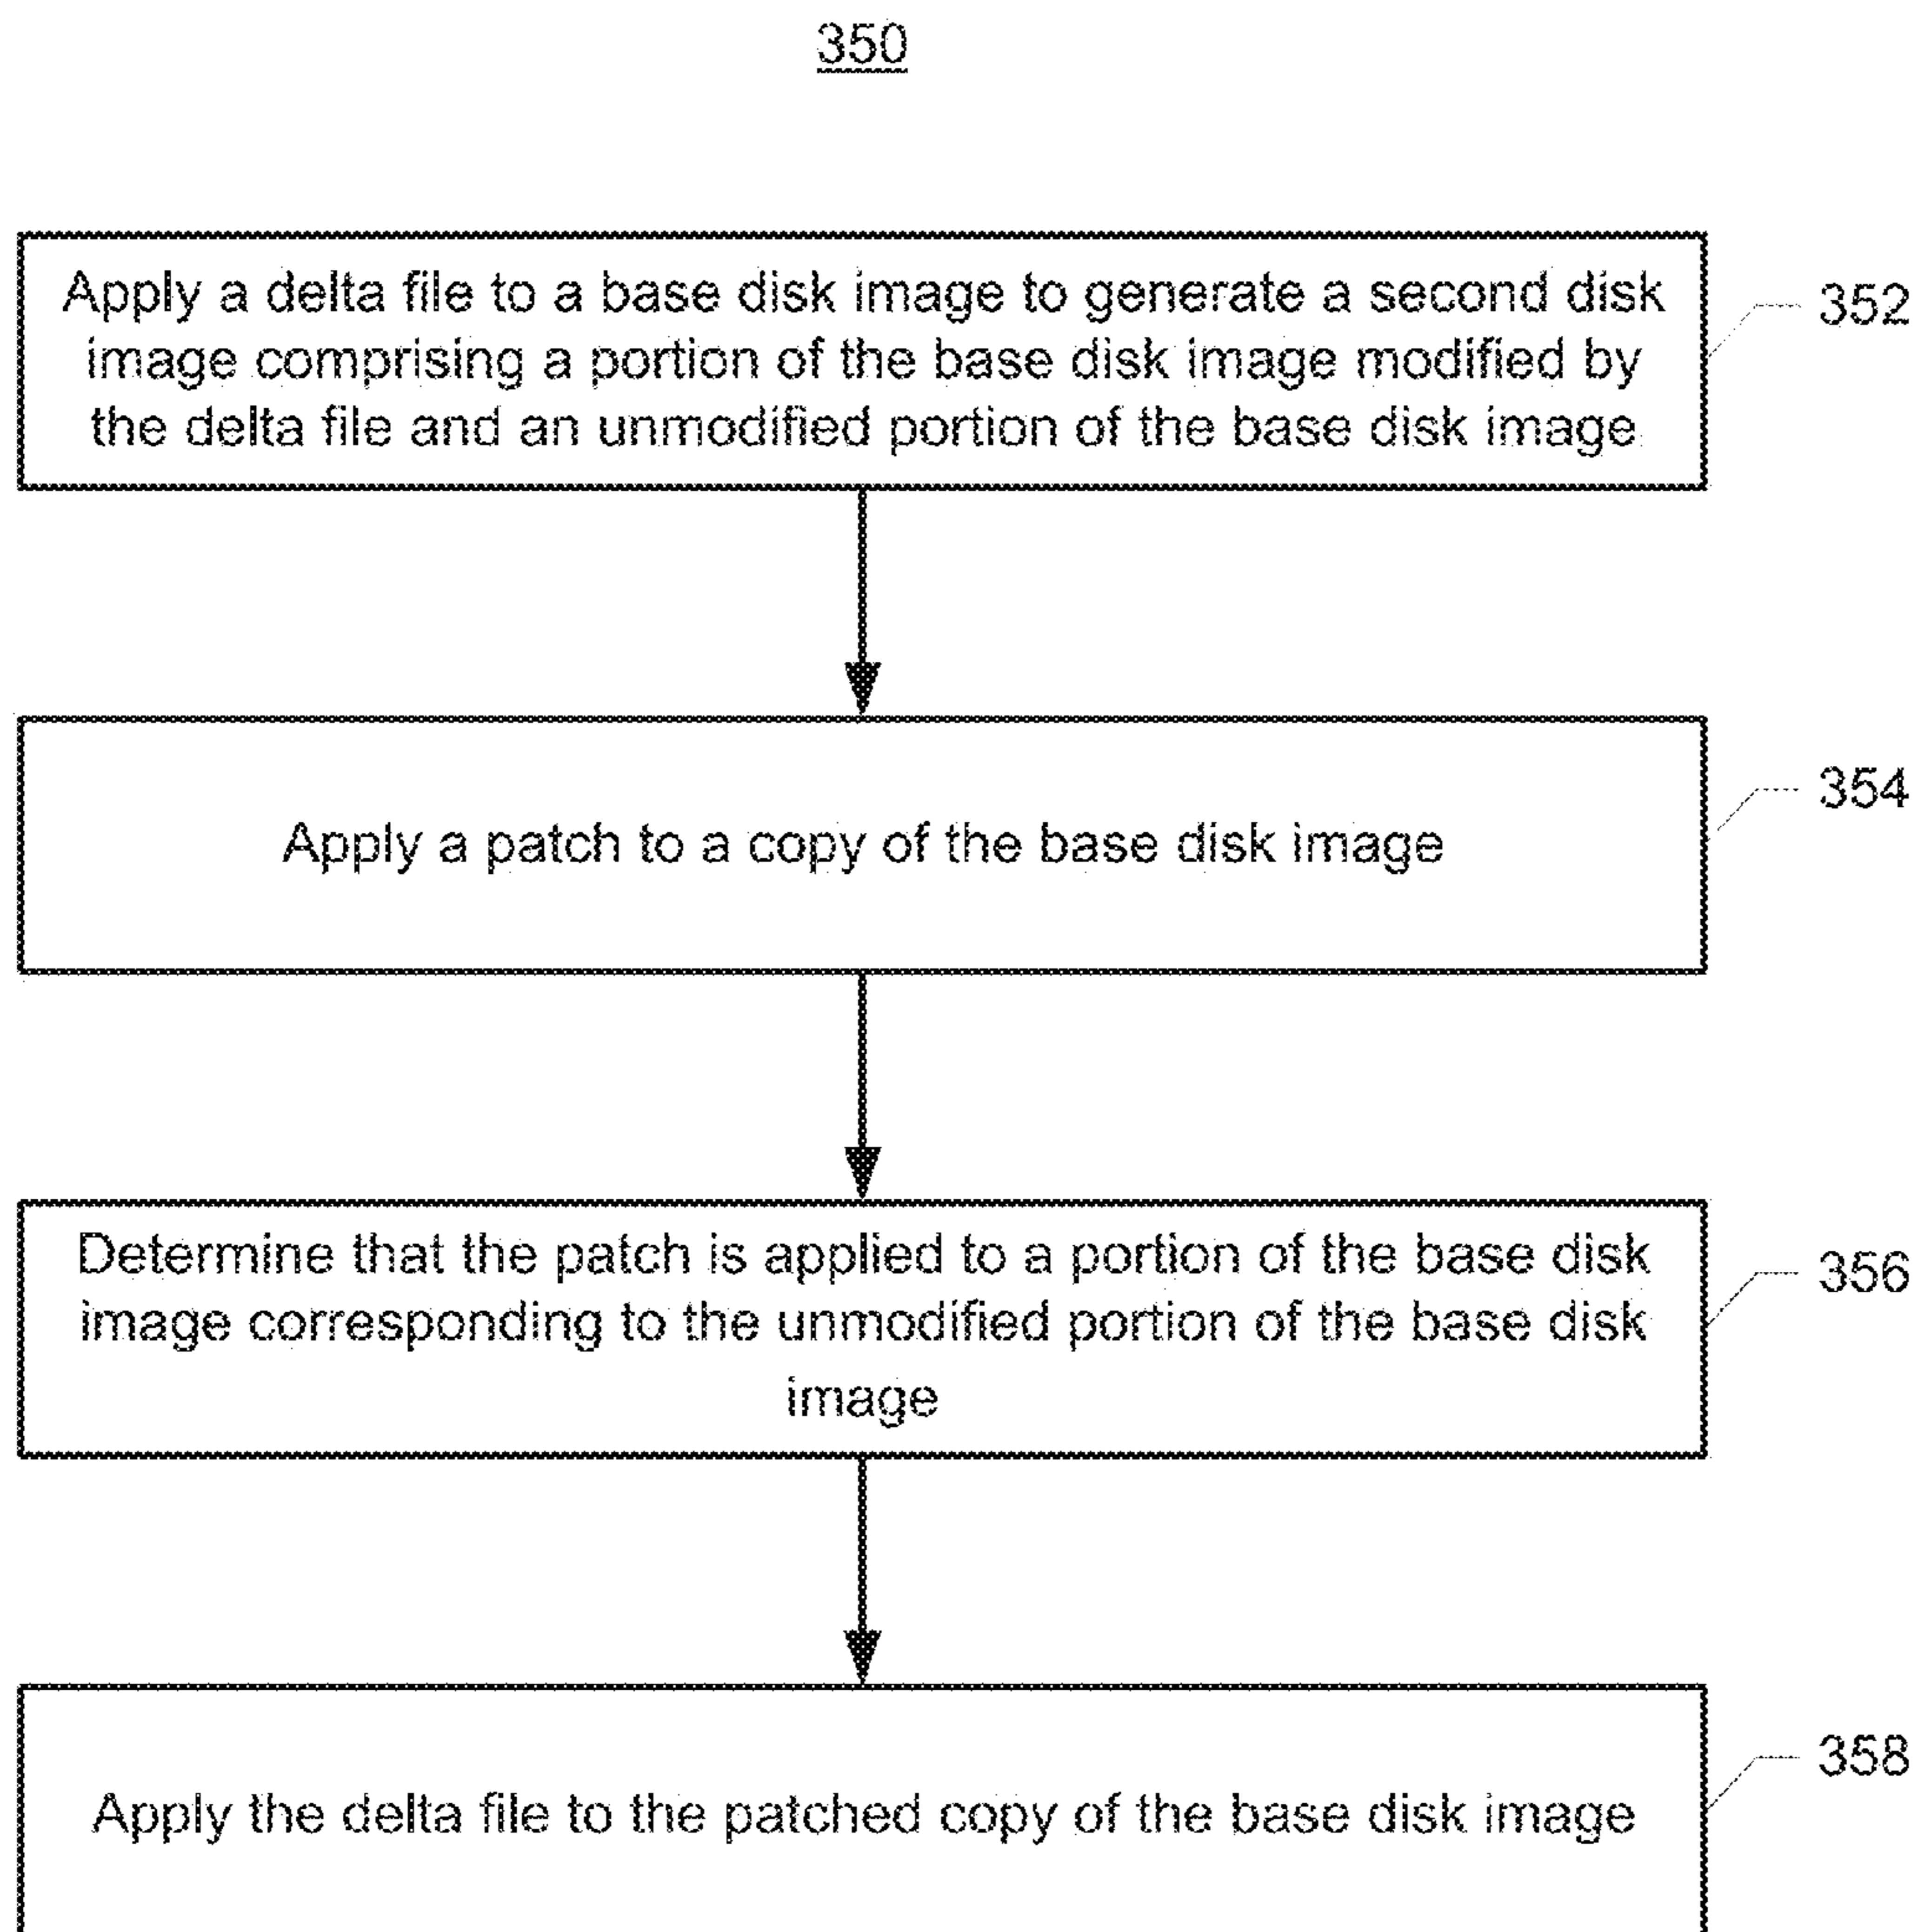 350
Apply a delta file to a base disk image to generate a second disk
image comprising a portion of the base disk image modified by
the delta file and an unmodified portion of the base disk image
352
Apply a patch to a copy of the base disk image
354
Determine that the patch is applied to a portion of the base disk
image corresponding to the unmodified portion of the base disk
image
356
Apply the delta file to the patched copy of the base disk image
358